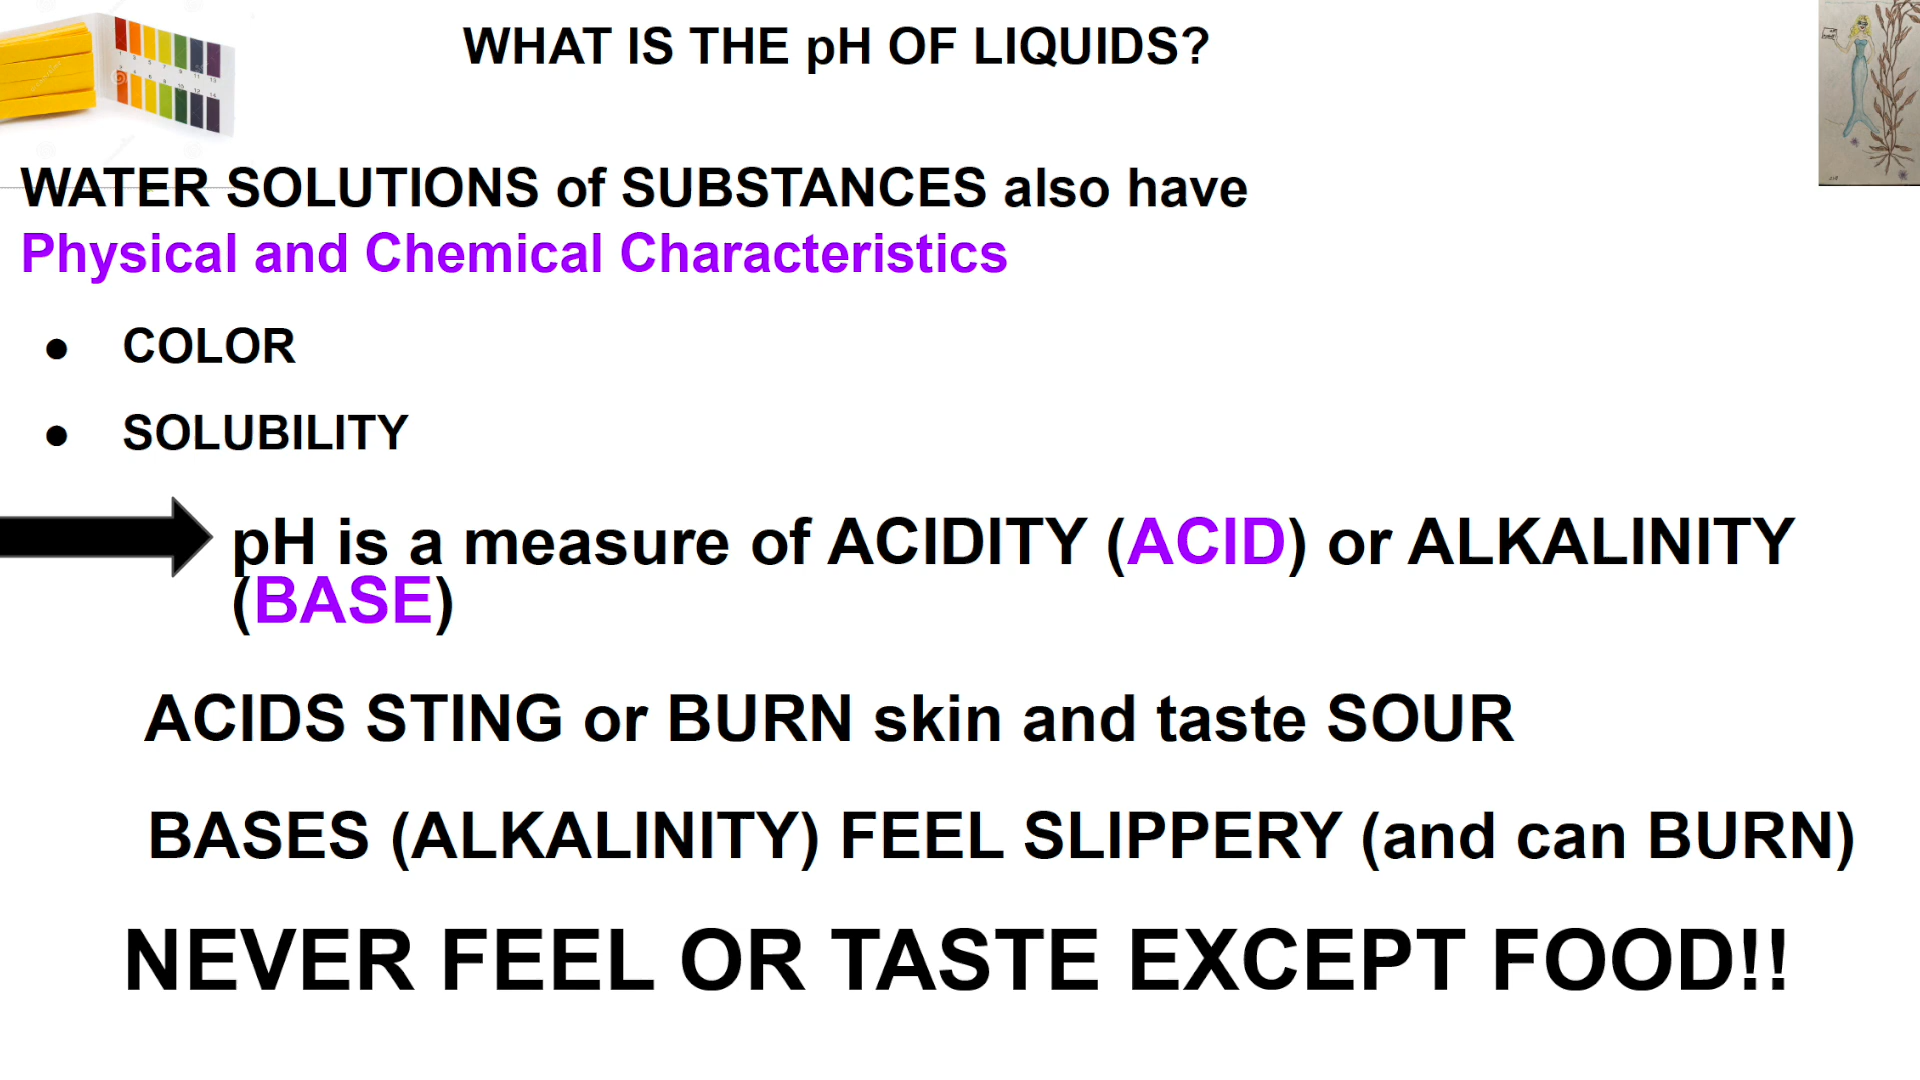 WHAT IS THE pH OF LIQUIDS?
WATER SOLUTIONS of SUBSTANCES also have
Physical and Chemical Characteristics
● COLOR
● SOLUBILITY
pH is a measure of ACIDITY (ACID) or ALKALINITY
(BASE)
ACIDS STING or BURN skin and taste SOUR
BASES (ALKALINITY) FEEL SLIPPERY (and can BURN)
NEVER FEEL OR TASTE EXCEPT FOOD!!